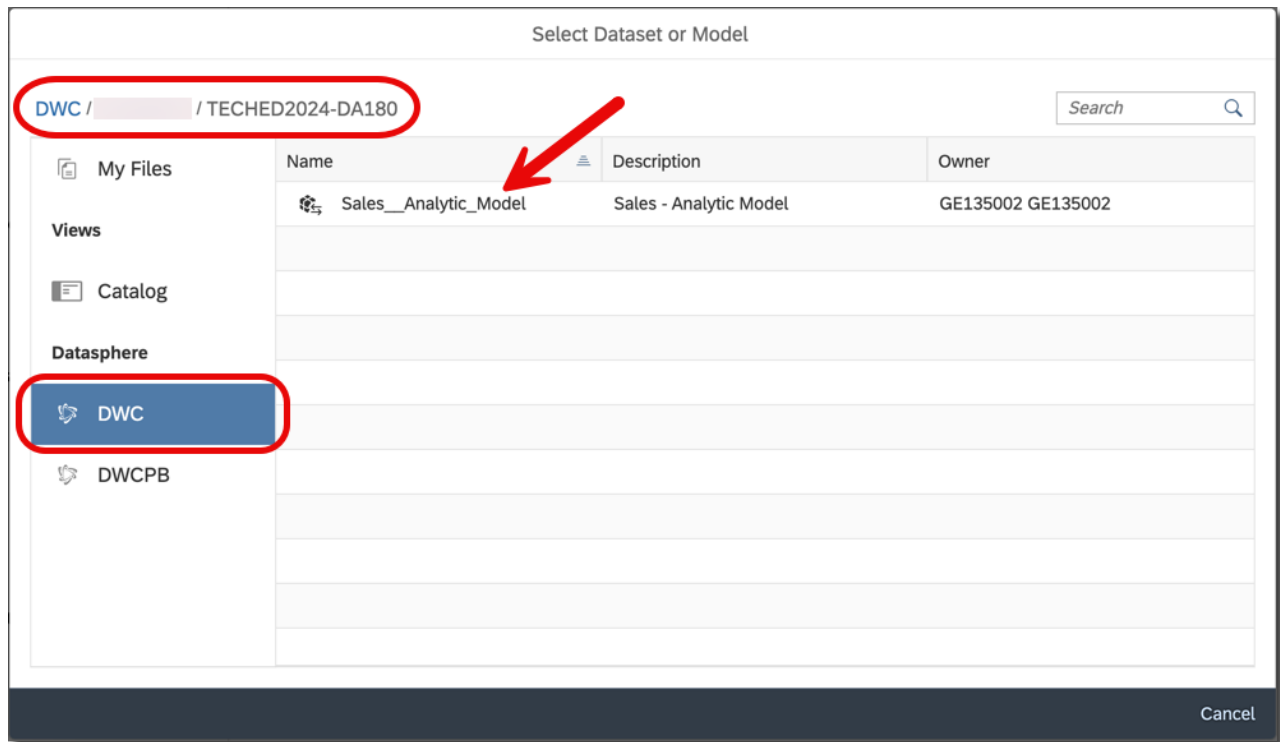 Select Dataset or Model
DWC / / TECHED2024-DA180
Search
My Files
Views
Catalog
Datasphere
DWC
DWCPB
Name Description Owner
Sales__Analytic_Model Sales - Analytic Model GE135002 GE135002
Cancel